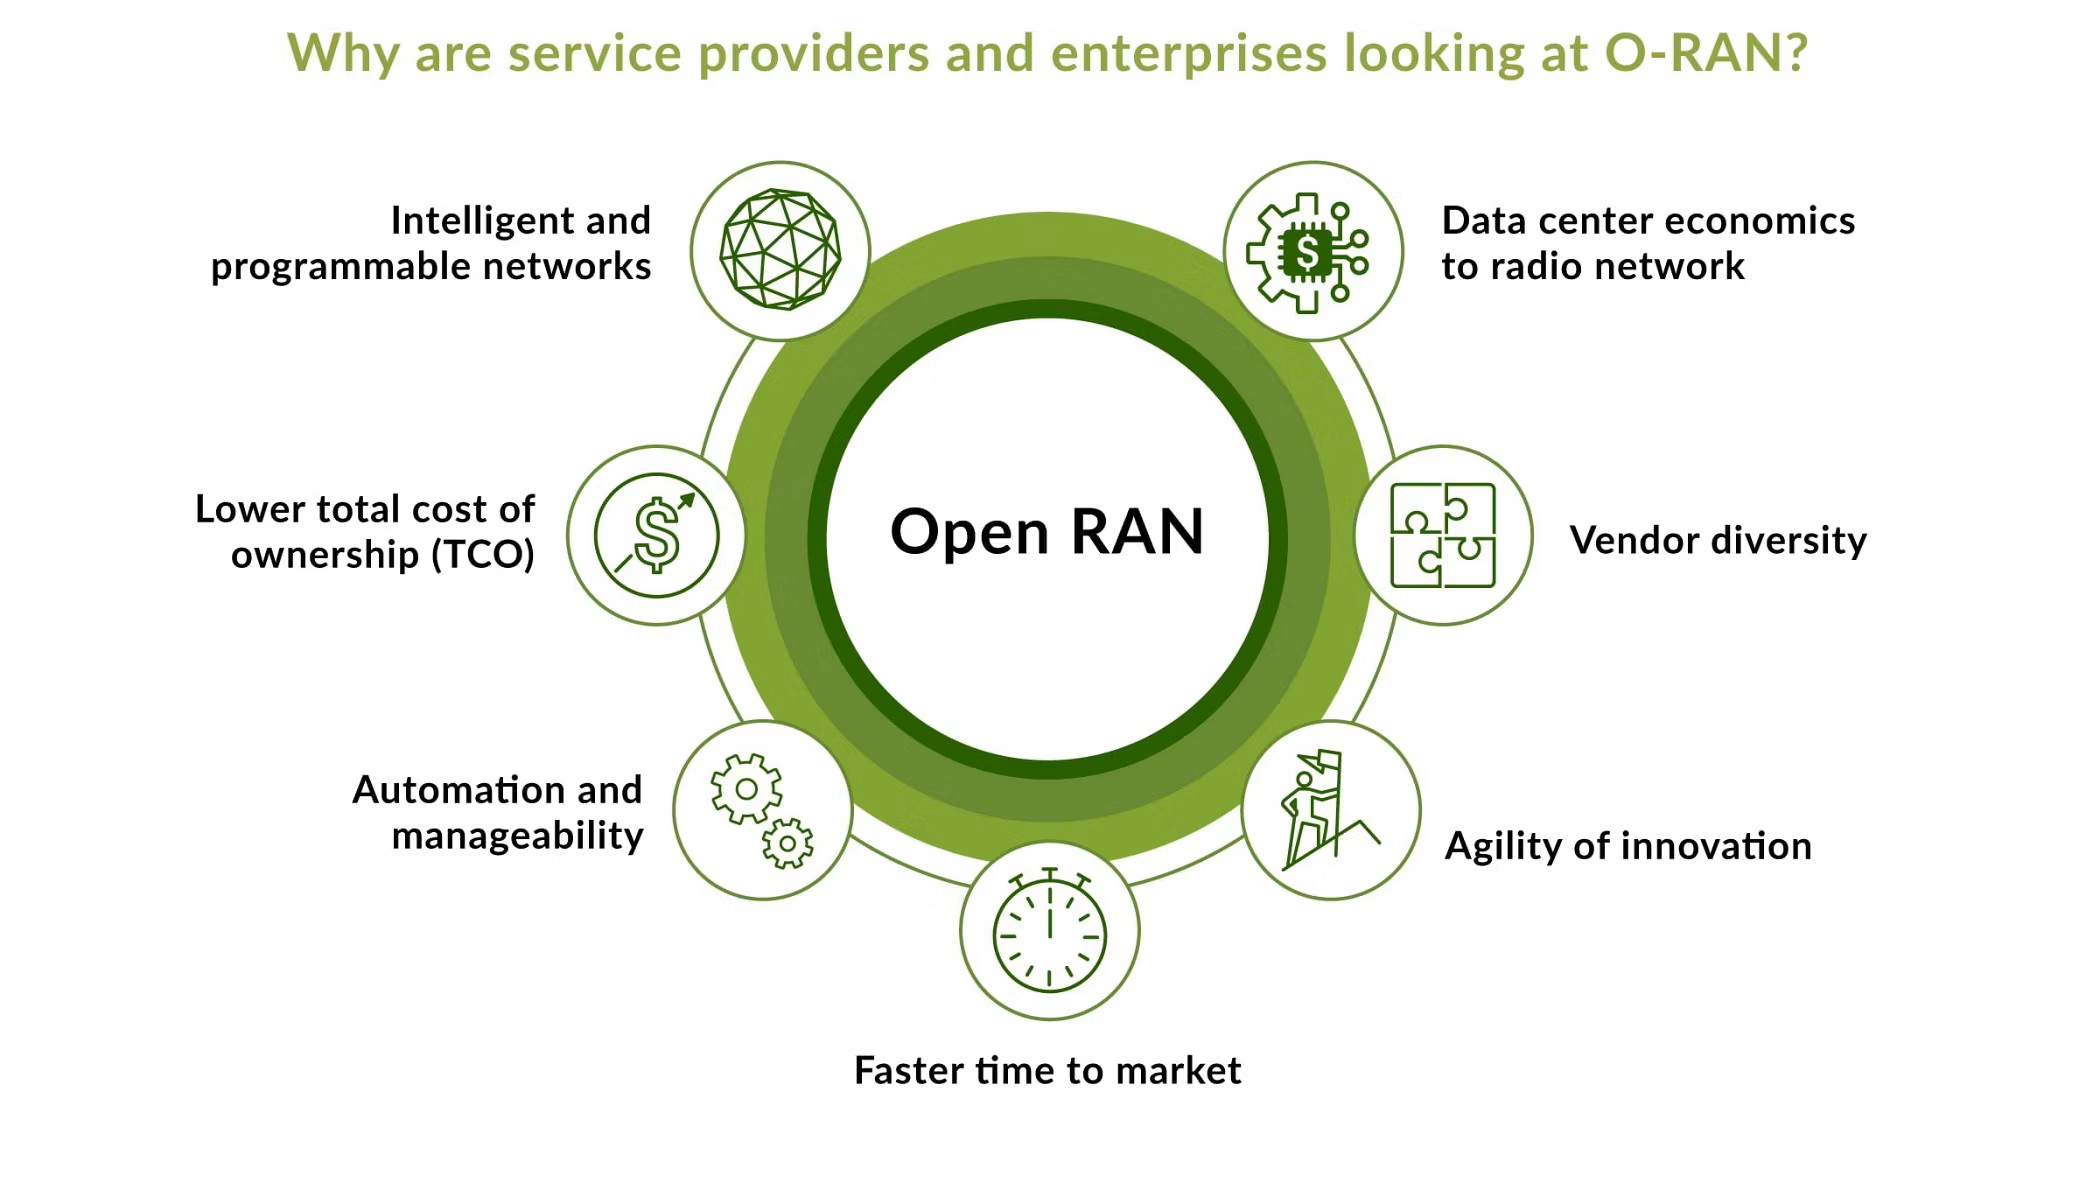 Why are service providers and enterprises looking at O-RAN?
Intelligent and
programmable networks
Data center economics
to radio network
$
Lower total cost of
ownership (TCO)
$
Open RAN
Vendor diversity
Automation and
manageability
Agility of innovation
Faster time to market